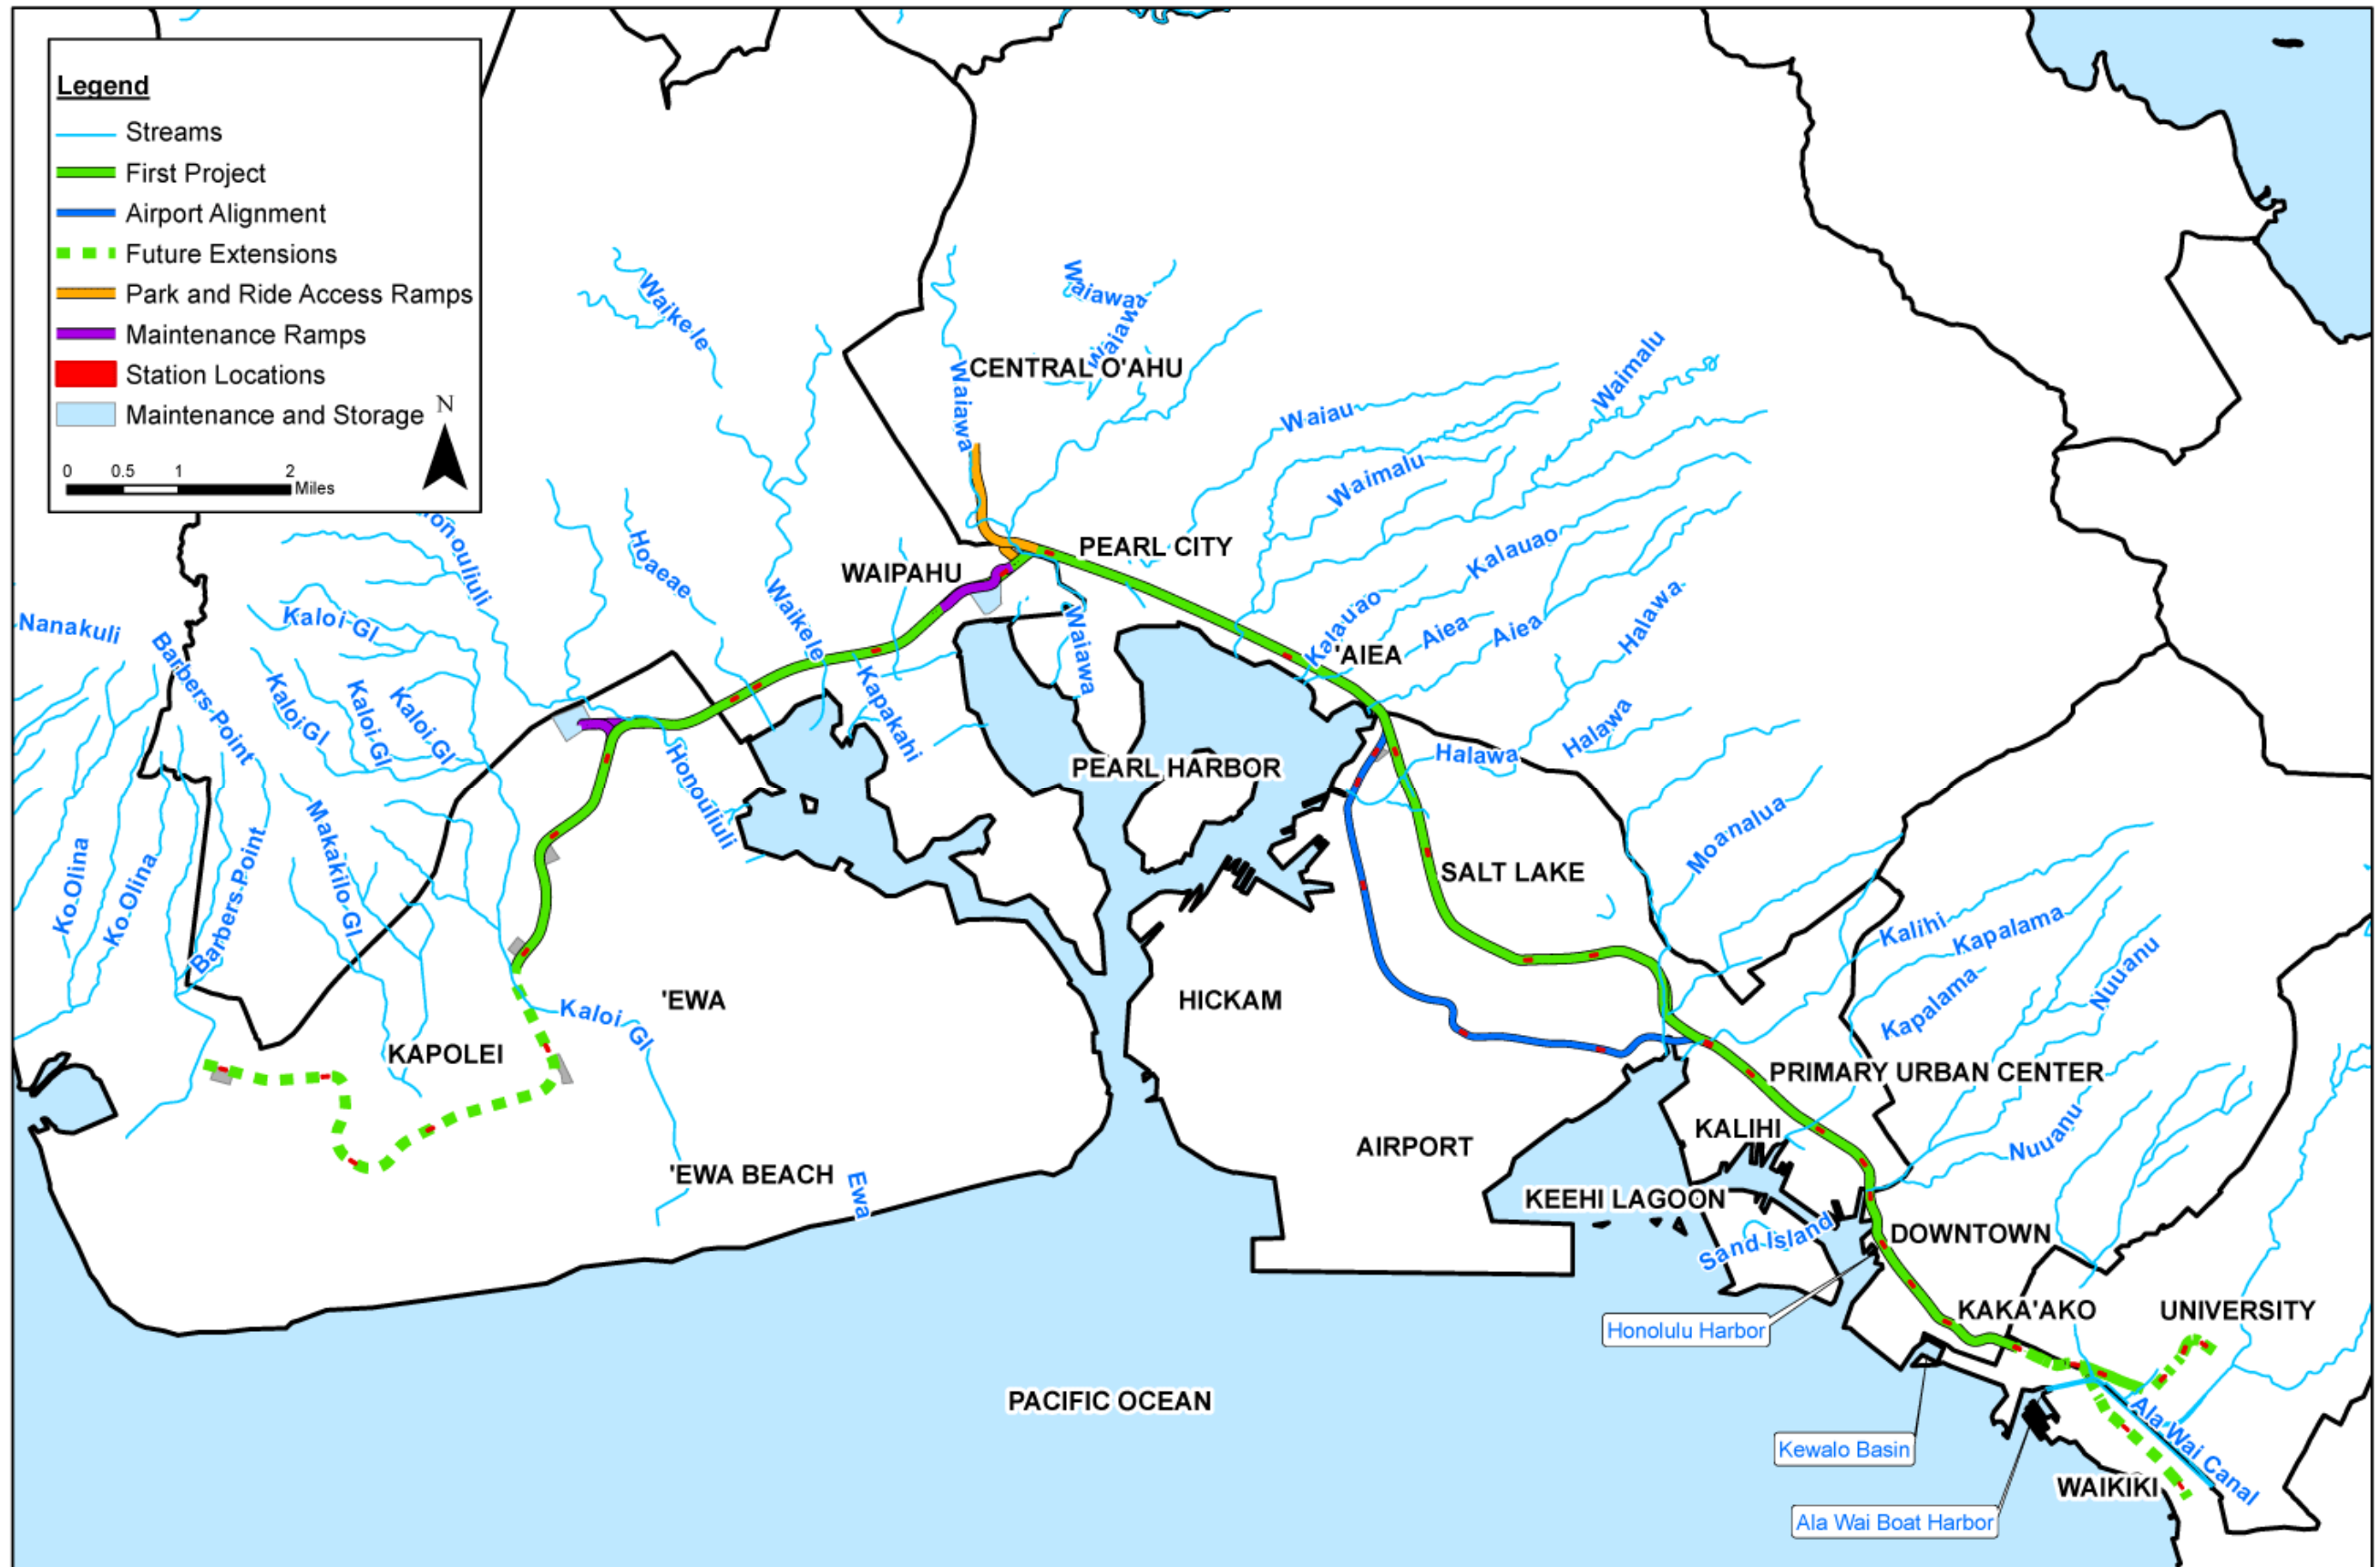 Legend
Streams
First Project
Airport Alignment
Future Extensions
Park and Ride Access Ramps
Maintenance Ramps
Station Locations
Maintenance and Storage
N
0 0.5 1 2
Miles
Waikele
Waiawa
Waiawa
Waiawa
CENTRAL O'AHU
Waimalu
Waiau
Waimalu
Hoaeae
PEARL CITY
WAIPAHU
Kalauao
Kalauao
Halawa
Nanakuli
Kaloi Gl
Waikele
Waiawa
Aiea
Aiea
'AIEA
Barbers Point
Kaloi Gl
Kaloi Gl
Kaloi Gl
Kapakahi
Halawa
Halawa
PEARL HARBOR
Honouliuli
Makakilo Gl
Moanalua
Ko Olina
Ko Olina
Barbers Point
SALT LAKE
Kalihi
Kapalama
Nuuanu
Kapalama
'EWA
Kaloi Gl
HICKAM
KAPOLEI
PRIMARY URBAN CENTER
KALIHI
Nuuanu
AIRPORT
'EWA BEACH
Ewa
KEEHI LAGOON
Sand Island
DOWNTOWN
Honolulu Harbor
KAKA'AKO
UNIVERSITY
PACIFIC OCEAN
Kewalo Basin
Ala Wai Canal
WAIKIKI
Ala Wai Boat Harbor